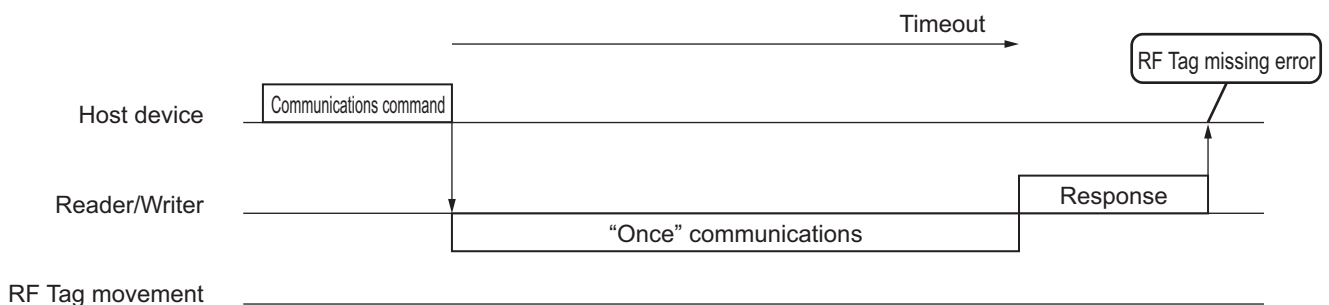 Timeout
RF Tag missing error
Host device
Communications command
Reader/Writer
Response
“Once” communications
RF Tag movement